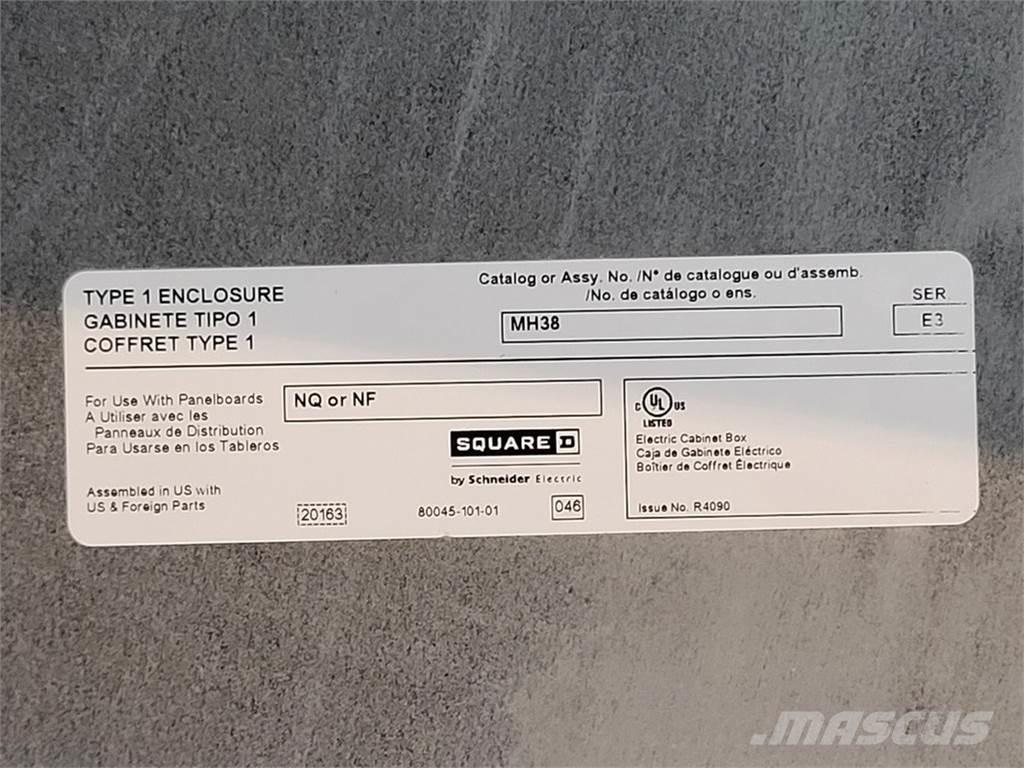 TYPE 1 ENCLOSURE
GABINETE TIPO 1
COFFRET TYPE 1
Catalog or Assy. No. /N° de catalogue ou d'assemb.
/No. de catálogo o ens.
MH38
SER
E3
For Use With Panelboards
A Utiliser avec les
Panneaux de Distribution
Para Usarse en los Tableros
NQ or NF
SQUARE D
by Schneider Electric
Assembled in US with
US & Foreign Parts
20163
80045-101-01
046
C UL US
LISTED
Electric Cabinet Box
Caja de Gabinete Eléctrico
Boîtier de Coffret Électrique
Issue No. R4090
MASCUS